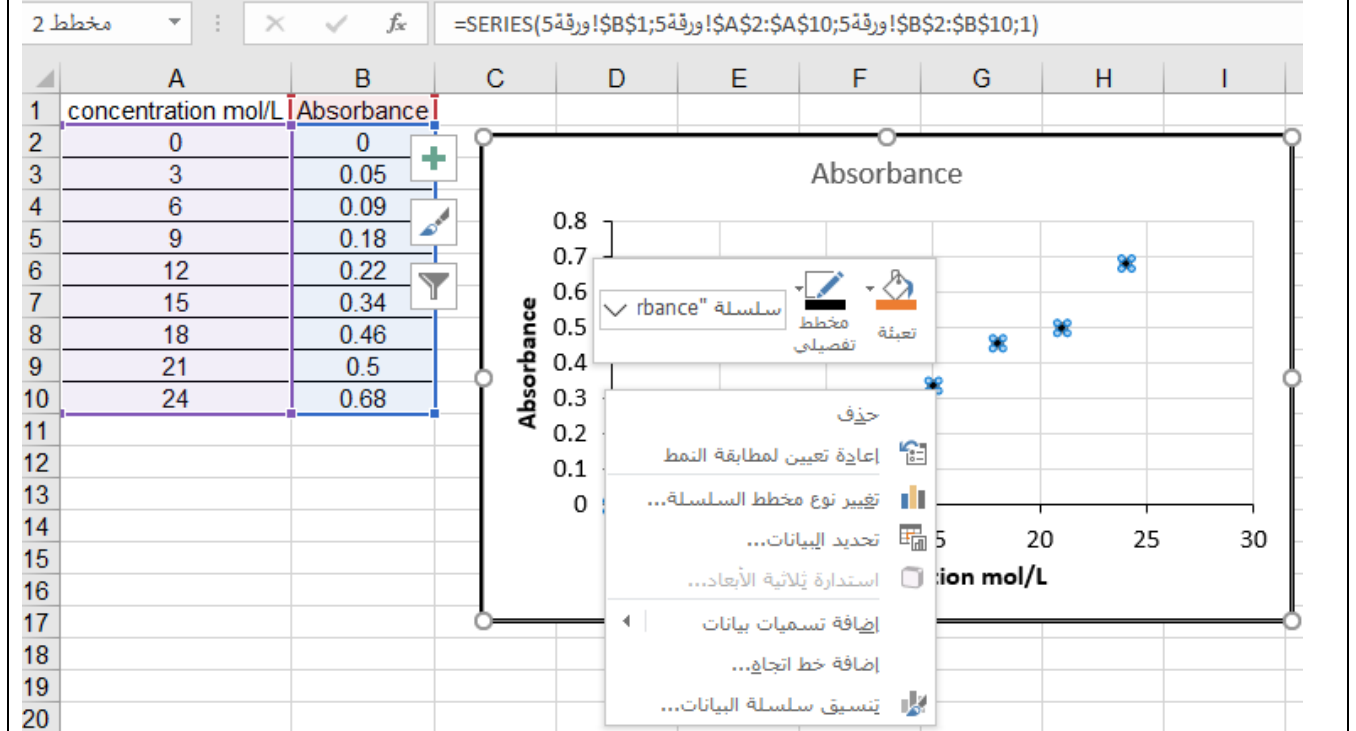 مخطط 2
fx
=SERIES(ورقة5!$B$1;ورقة5!$A$2:$A$10;ورقة5!$B$2:$B$10;1)
A B C D E F G H I
1 concentration mol/L Absorbance
2 0 0
3 3 0.05
4 6 0.09
5 9 0.18
6 12 0.22
7 15 0.34
8 18 0.46
9 21 0.5
10 24 0.68
11
12
13
14
15
16
17
18
19
20
Absorbance
Absorbance
0.8
0.7
0.6
0.5
0.4
0.3
0.2
0.1
0
5 20 25 30
ion mol/L
سلسلة "rbance
مخطط تفصيلي
تعبئة
حذف
إعادة تعيين لمطابقة النمط
تغيير نوع مخطط السلسلة...
تحديد البيانات...
استدارة ثلاثية الأبعاد...
إضافة تسميات بيانات
إضافة خط اتجاه...
تنسيق سلسلة البيانات...